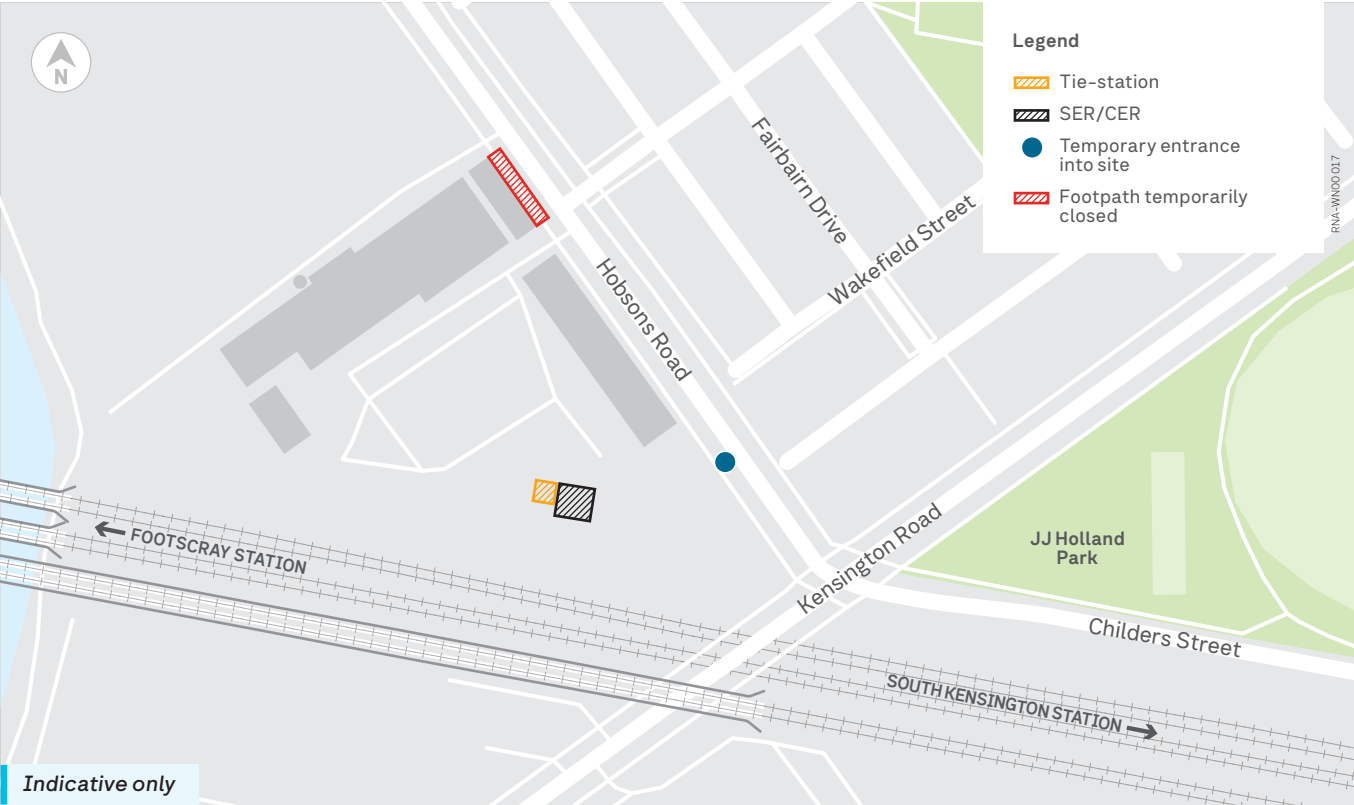 N
Legend
Tie-station
SER/CER
Temporary entrance
into site
Footpath temporarily
closed
RNA-WN00 017
Fairbairn Drive
Wakefield Street
Hobsons Road
Kensington Road
JJ Holland
Park
Childers Street
← FOOTSCRAY STATION
SOUTH KENSINGTON STATION →
Indicative only